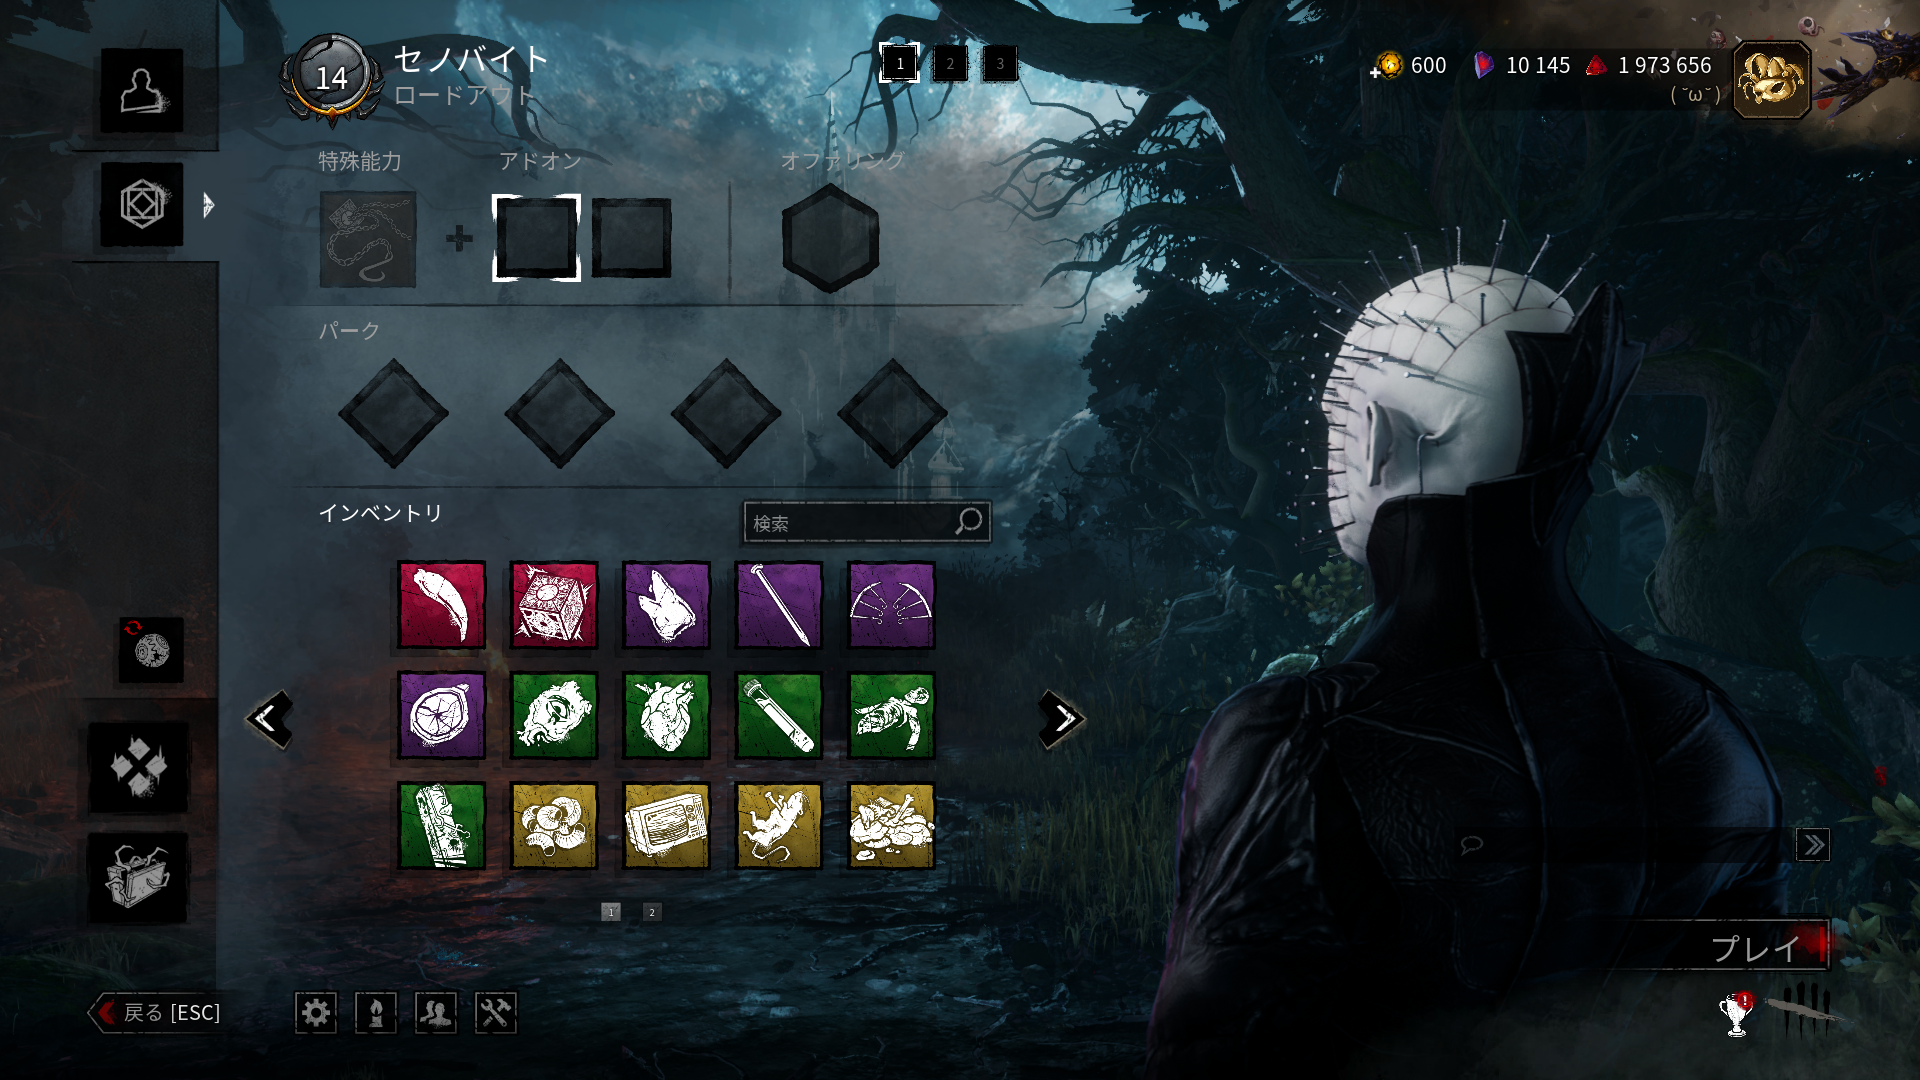 14
セノバイト
ロードアウト
1 2 3
600 10 145 1 973 656
( ˘ω˘ )
特殊能力 アドオン オファリング
パーク
インベントリ
検索
1 2
プレイ
戻る [ESC]